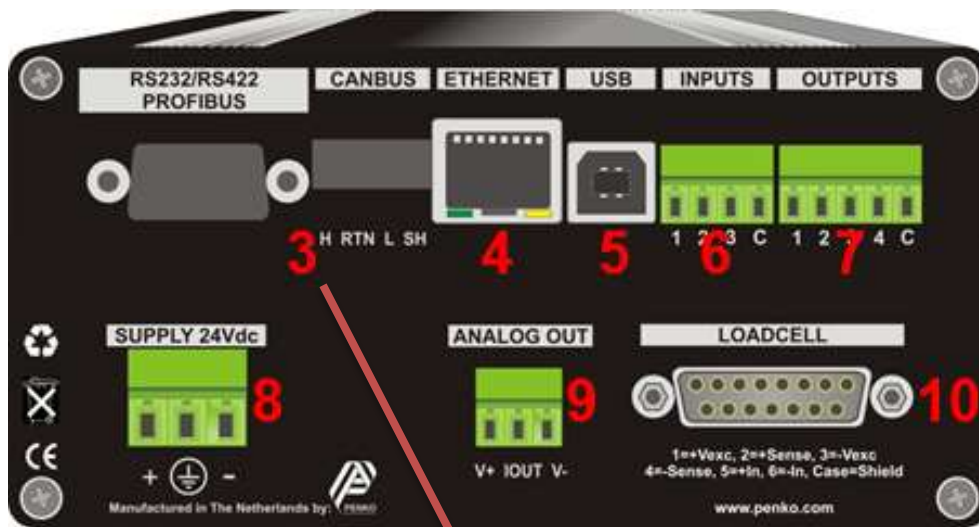 RS232/RS422
PROFIBUS
CANBUS
ETHERNET
USB
INPUTS
OUTPUTS
H RTN L SH
1 2 3 C
1 2 3 4 C
3
4
5
6
7
SUPPLY 24Vdc
ANALOG OUT
LOADCELL
8
9
10
+ -
V+ IOUT V-
1=+Vexc, 2=+Sense, 3=-Vexc
4=-Sense, 5=+In, 6=-In, Case=Shield
CE
Manufactured in The Netherlands by:
PENKO
www.penko.com